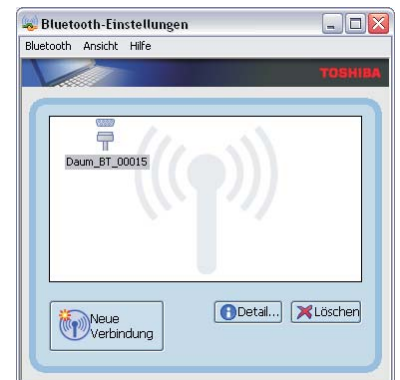 Bluetooth-Einstellungen
Bluetooth Ansicht Hilfe
TOSHIBA
Daum_BT_00015
Neue
Verbindung
Detail...
Löschen